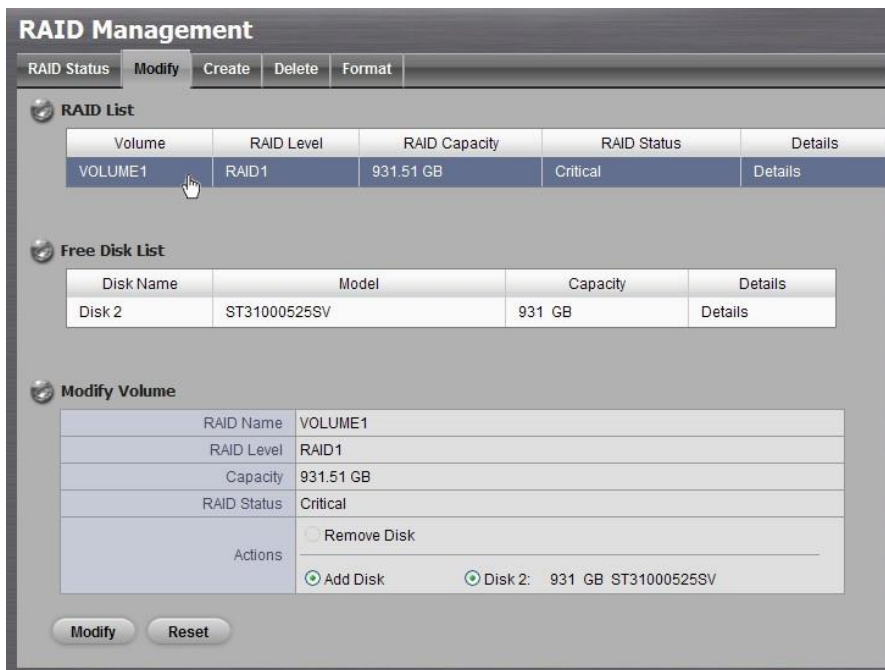 RAID Management
RAID Status Modify Create Delete Format
RAID List
Volume RAID Level RAID Capacity RAID Status Details
VOLUME1 RAID1 931.51 GB Critical Details
Free Disk List
Disk Name Model Capacity Details
Disk 2 ST31000525SV 931 GB Details
Modify Volume
RAID Name VOLUME1
RAID Level RAID1
Capacity 931.51 GB
RAID Status Critical
Actions
Remove Disk
Add Disk Disk 2: 931 GB ST31000525SV
Modify Reset